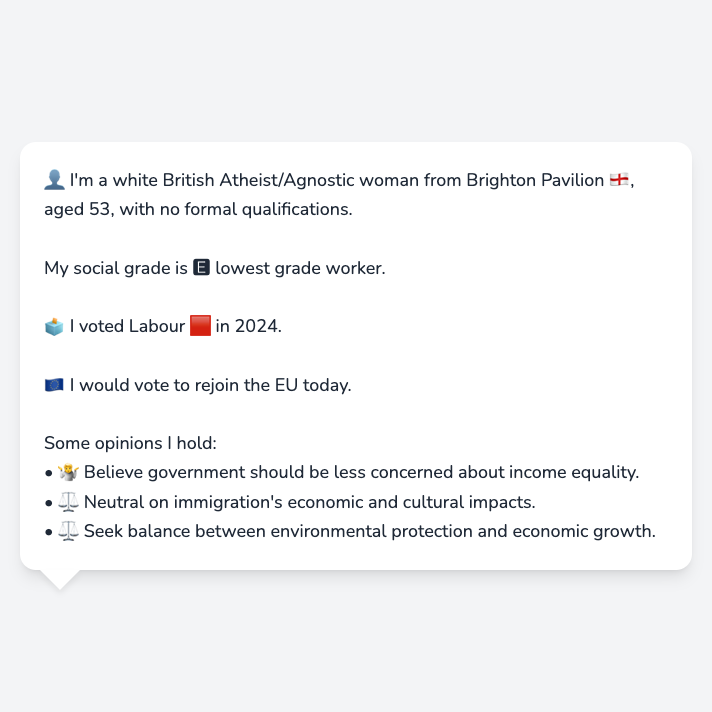 👤 I'm a white British Atheist/Agnostic woman from Brighton Pavilion 🏴󠁧󠁢󠁥󠁮󠁧󠁿,
aged 53, with no formal qualifications.
My social grade is 🅴 lowest grade worker.
🗳️ I voted Labour 🟥 in 2024.
🇪🇺 I would vote to rejoin the EU today.
Some opinions I hold:
• 🤷 Believe government should be less concerned about income equality.
• ⚖️ Neutral on immigration's economic and cultural impacts.
• ⚖️ Seek balance between environmental protection and economic growth.